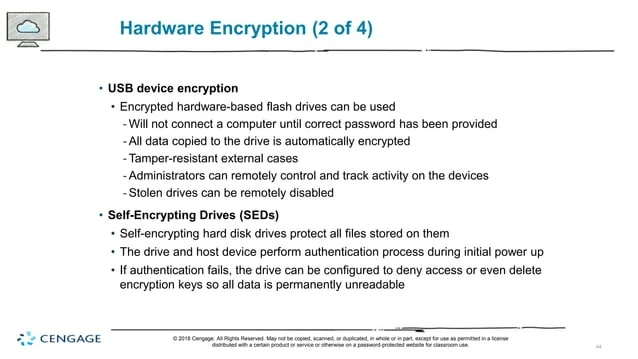 Hardware Encryption (2 of 4)
• USB device encryption
• Encrypted hardware-based flash drives can be used
- Will not connect a computer until correct password has been provided
- All data copied to the drive is automatically encrypted
- Tamper-resistant external cases
- Administrators can remotely control and track activity on the devices
- Stolen drives can be remotely disabled
• Self-Encrypting Drives (SEDs)
• Self-encrypting hard disk drives protect all files stored on them
• The drive and host device perform authentication process during initial power up
• If authentication fails, the drive can be configured to deny access or even delete
encryption keys so all data is permanently unreadable
CENGAGE
© 2018 Cengage. All Rights Reserved. May not be copied, scanned, or duplicated, in whole or in part, except for use as permitted in a license
distributed with a certain product or service or otherwise on a password-protected website for classroom use.